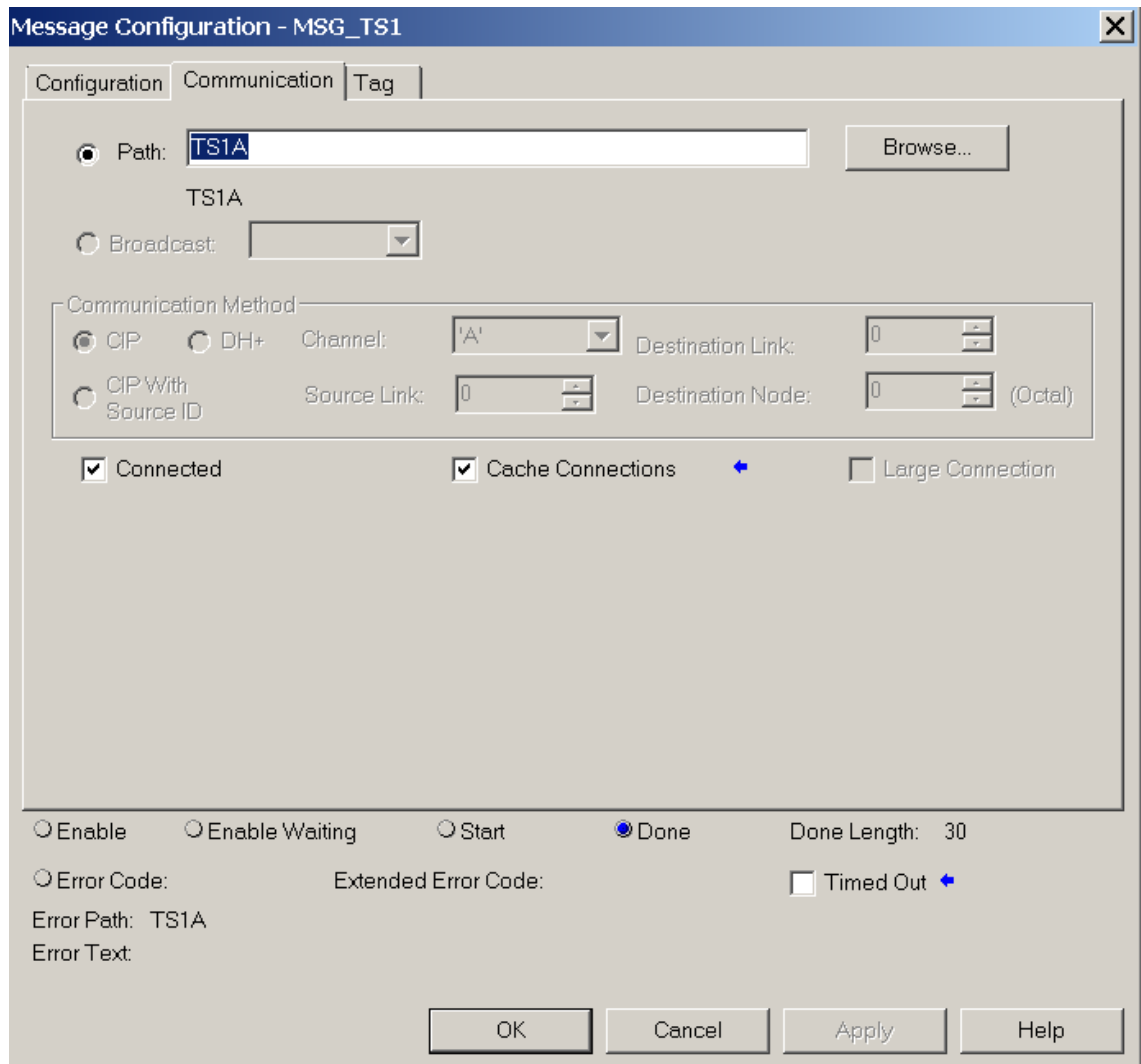 Message Configuration - MSG_TS1
Configuration Communication Tag
Path: TS1A Browse...
TS1A
Broadcast:
Communication Method
CIP DH+ Channel: 'A' Destination Link: 0
CIP With Source ID Source Link: 0 Destination Node: 0 (Octal)
Connected Cache Connections Large Connection
Enable Enable Waiting Start Done Done Length: 30
Error Code: Extended Error Code: Timed Out
Error Path: TS1A
Error Text:
OK Cancel Apply Help